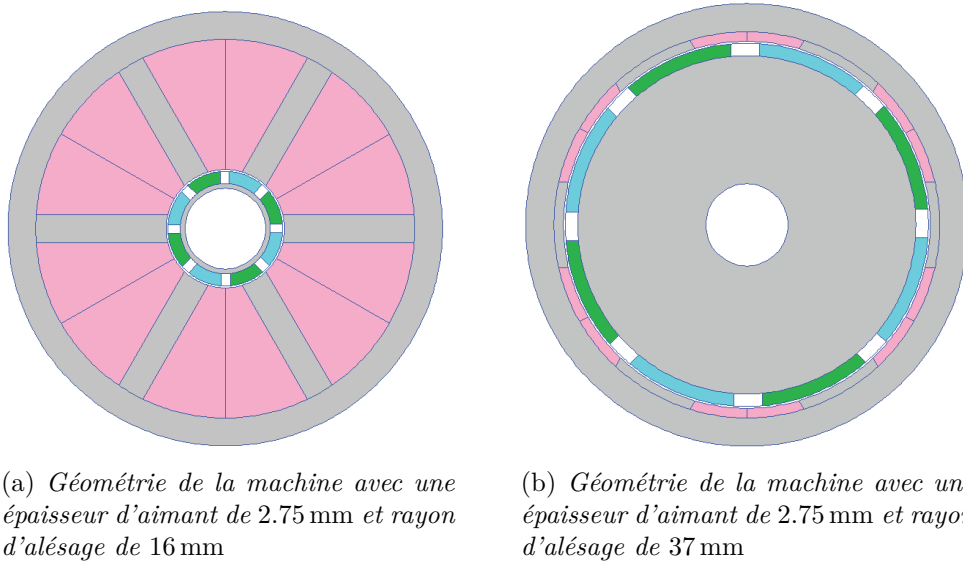 (a) Géométrie de la machine avec une
épaisseur d'aimant de 2.75 mm et rayon
d'alésage de 16 mm
(b) Géométrie de la machine avec un
épaisseur d'aimant de 2.75 mm et rayo
d'alésage de 37 mm